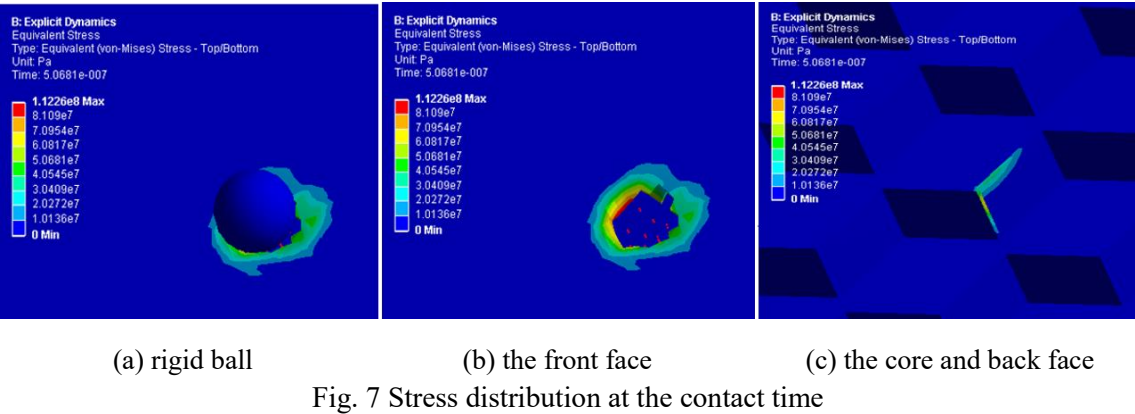 B: Explicit Dynamics
Equivalent Stress
Type: Equivalent (von-Mises) Stress - Top/Bottom
Unit: Pa
Time: 5.0681e-007
1.1226e8 Max
8.109e7
7.0954e7
6.0817e7
5.0681e7
4.0545e7
3.0409e7
2.0272e7
1.0136e7
0 Min
B: Explicit Dynamics
Equivalent Stress
Type: Equivalent (von-Mises) Stress - Top/Bottom
Unit: Pa
Time: 5.0681e-007
1.1226e8 Max
8.109e7
7.0954e7
6.0817e7
5.0681e7
4.0545e7
3.0409e7
2.0272e7
1.0136e7
0 Min
B: Explicit Dynamics
Equivalent Stress
Type: Equivalent (von-Mises) Stress - Top/Bottom
Unit: Pa
Time: 5.0681e-007
1.1226e8 Max
8.109e7
7.0954e7
6.0817e7
5.0681e7
4.0545e7
3.0409e7
2.0272e7
1.0136e7
0 Min
(a) rigid ball
(b) the front face
(c) the core and back face
Fig. 7 Stress distribution at the contact time